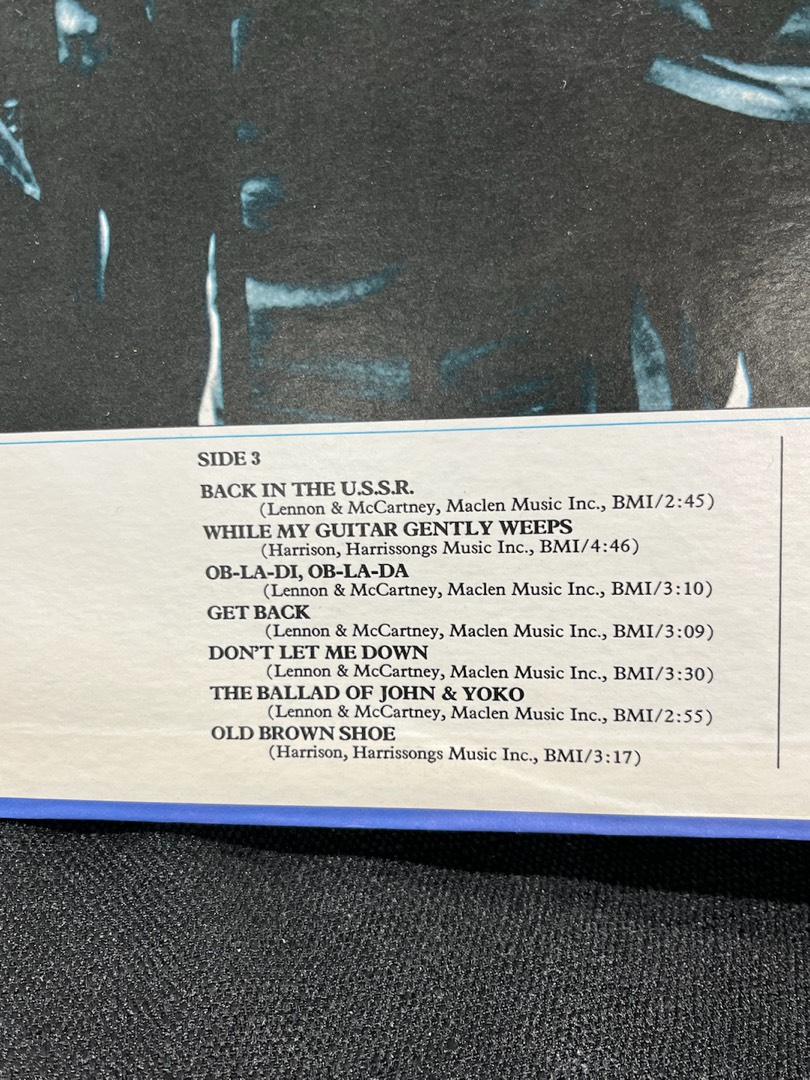 SIDE 3
BACK IN THE U.S.S.R.
(Lennon & McCartney, Maclen Music Inc., BMI/2:45)
WHILE MY GUITAR GENTLY WEEPS
(Harrison, Harrissongs Music Inc., BMI/4:46)
OB-LA-DI, OB-LA-DA
(Lennon & McCartney, Maclen Music Inc., BMI/3:10)
GET BACK
(Lennon & McCartney, Maclen Music Inc., BMI/3:09)
DON'T LET ME DOWN
(Lennon & McCartney, Maclen Music Inc., BMI/3:30)
THE BALLAD OF JOHN & YOKO
(Lennon & McCartney, Maclen Music Inc., BMI/2:55)
OLD BROWN SHOE
(Harrison, Harrissongs Music Inc., BMI/3:17)